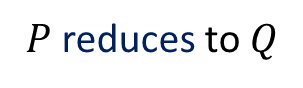 P reduces to Q